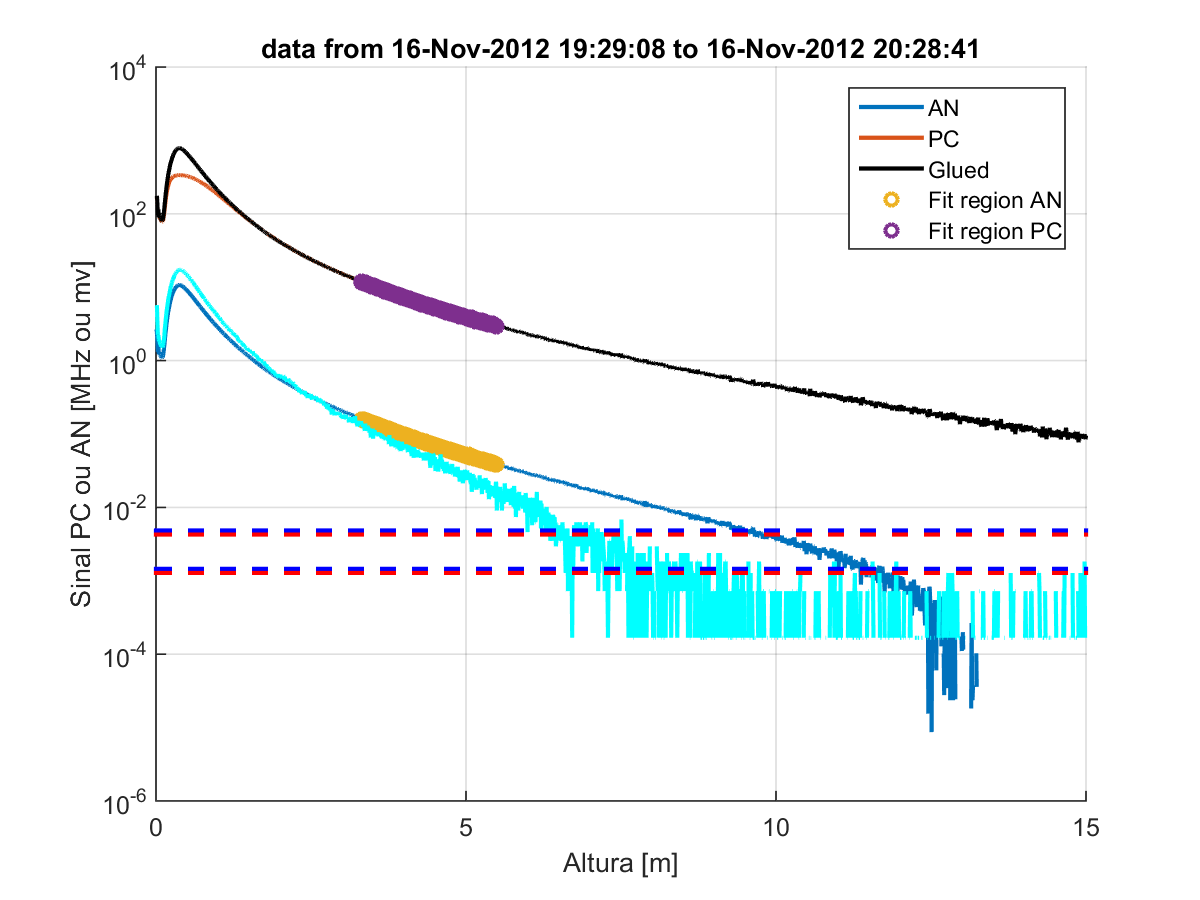 data from 16-Nov-2012 19:29:08 to 16-Nov-2012 20:28:41
Sinal PC ou AN [MHz ou mv]
10^4
10^2
10^0
10^-2
10^-4
10^-6
AN
PC
Glued
Fit region AN
Fit region PC
0 5 10 15
Altura [m]